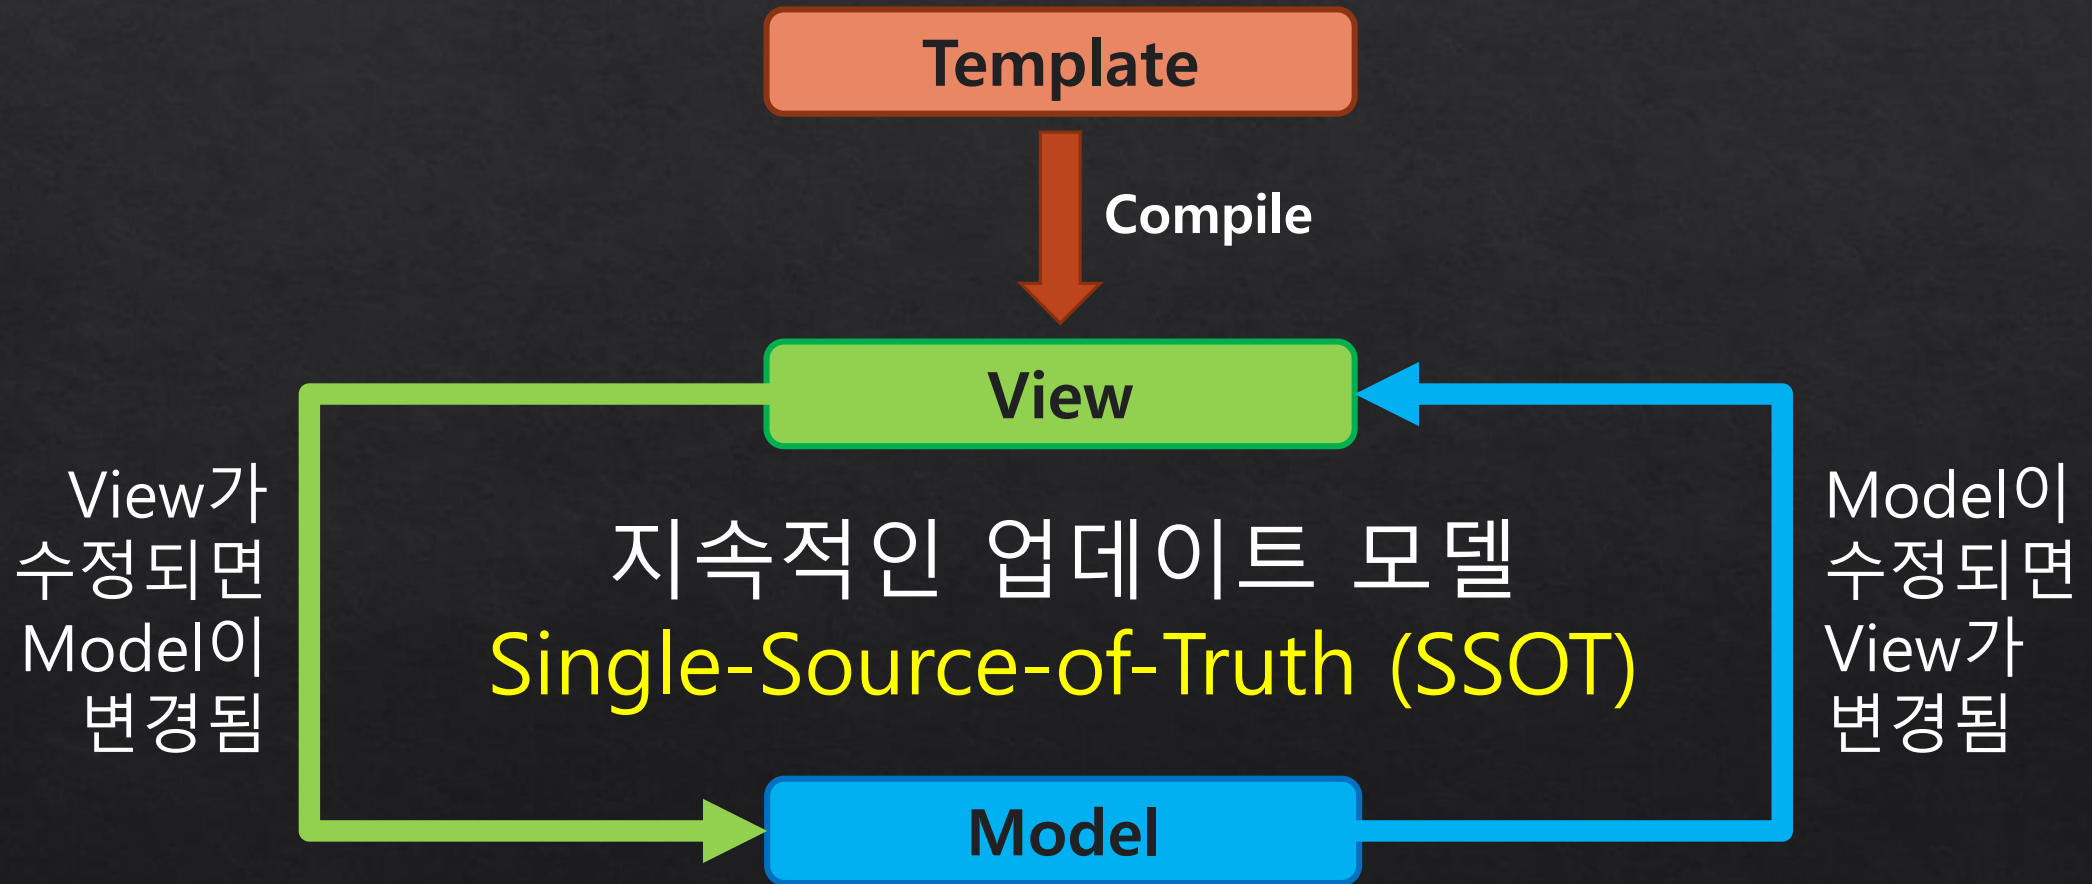 Template
Compile
View
View가
수정되면
Model이
변경됨
지속적인 업데이트 모델
Single-Source-of-Truth (SSOT)
Model이
수정되면
View가
변경됨
Model